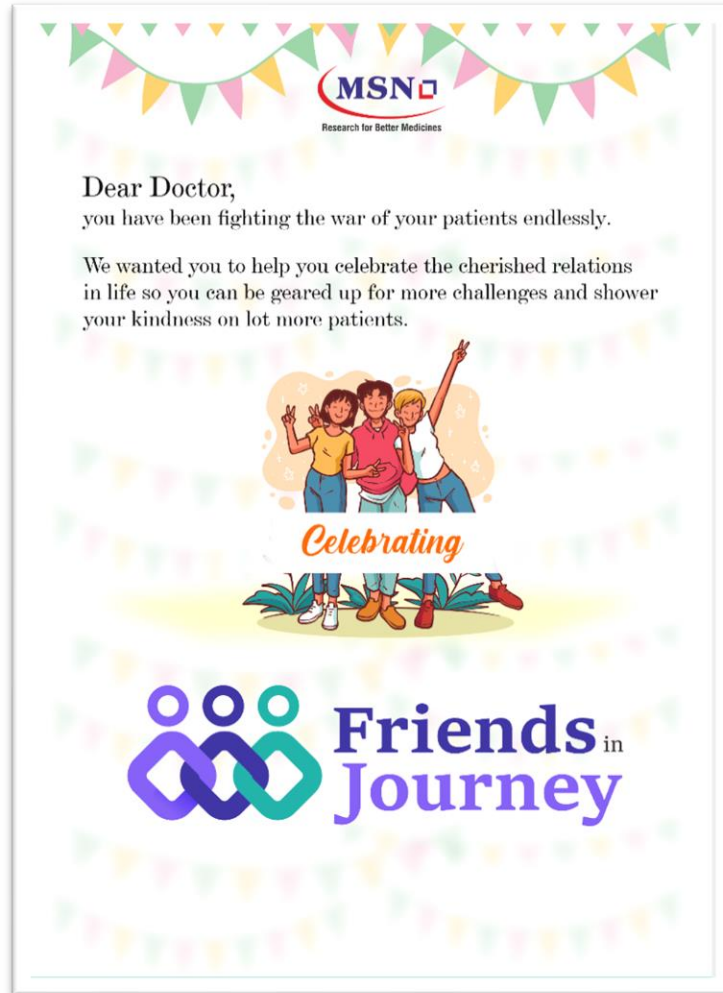 MSN
Research for Better Medicines
Dear Doctor,
you have been fighting the war of your patients endlessly.
We wanted you to help you celebrate the cherished relations
in life so you can be geared up for more challenges and shower
your kindness on lot more patients.
Celebrating
Friends in
Journey